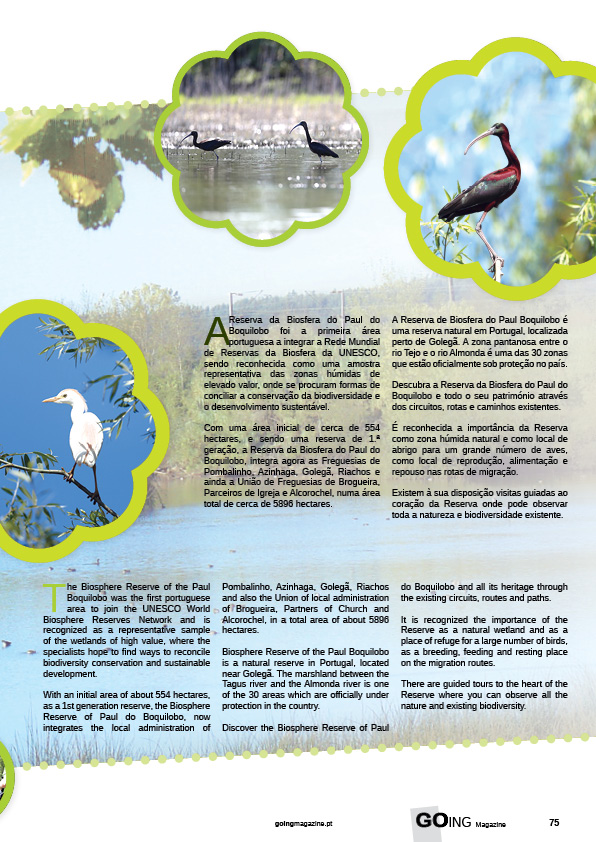 A Reserva da Biosfera do Paul do
Boquilobo foi a primeira área
portuguesa a integrar a Rede Mundial
de Reservas da Biosfera da UNESCO,
sendo reconhecida como uma amostra
representativa das zonas húmidas de
elevado valor, onde se procuram formas de
conciliar a conservação da biodiversidade e
o desenvolvimento sustentável.
Com uma área inicial de cerca de 554
hectares, e sendo uma reserva de 1.ª
geração, a Reserva da Biosfera do Paul do
Boquilobo, integra agora as Freguesias de
Pombalinho, Azinhaga, Golegã, Riachos e
ainda a União de Freguesias de Brogueira,
Parceiros de Igreja e Alcorochel, numa área
total de cerca de 5896 hectares.
A Reserva de Biosfera do Paul Boquilobo é
uma reserva natural em Portugal, localizada
perto de Golegã. A zona pantanosa entre o
rio Tejo e o rio Almonda é uma das 30 zonas
que estão oficialmente sob proteção no país.
Descubra a Reserva da Biosfera do Paul do
Boquilobo e todo o seu património através
dos circuitos, rotas e caminhos existentes.
É reconhecida a importância da Reserva
como zona húmida natural e como local de
abrigo para um grande número de aves,
como local de reprodução, alimentação e
repouso nas rotas de migração.
Existem à sua disposição visitas guiadas ao
coração da Reserva onde pode observar
toda a natureza e biodiversidade existente.
The Biosphere Reserve of the Paul
Boquilobo was the first portuguese
area to join the UNESCO World
Biosphere Reserves Network and is
recognized as a representative sample
of the wetlands of high value, where the
specialists hope to find ways to reconcile
biodiversity conservation and sustainable
development.
With an initial area of about 554 hectares,
as a 1st generation reserve, the Biosphere
Reserve of Paul do Boquilobo, now
integrates the local administration of
Pombalinho, Azinhaga, Golegã, Riachos
and also the Union of local administration
of Brogueira, Partners of Church and
Alcorochel, in a total area of about 5896
hectares.
Biosphere Reserve of the Paul Boquilobo
is a natural reserve in Portugal, located
near Golegã. The marshland between the
Tagus river and the Almonda river is one
of the 30 areas which are officially under
protection in the country.
Discover the Biosphere Reserve of Paul
do Boquilobo and all its heritage through
the existing circuits, routes and paths.
It is recognized the importance of the
Reserve as a natural wetland and as a
place of refuge for a large number of birds,
as a breeding, feeding and resting place
on the migration routes.
There are guided tours to the heart of the
Reserve where you can observe all the
nature and existing biodiversity.
goingmagazine.pt
GOING Magazine
75